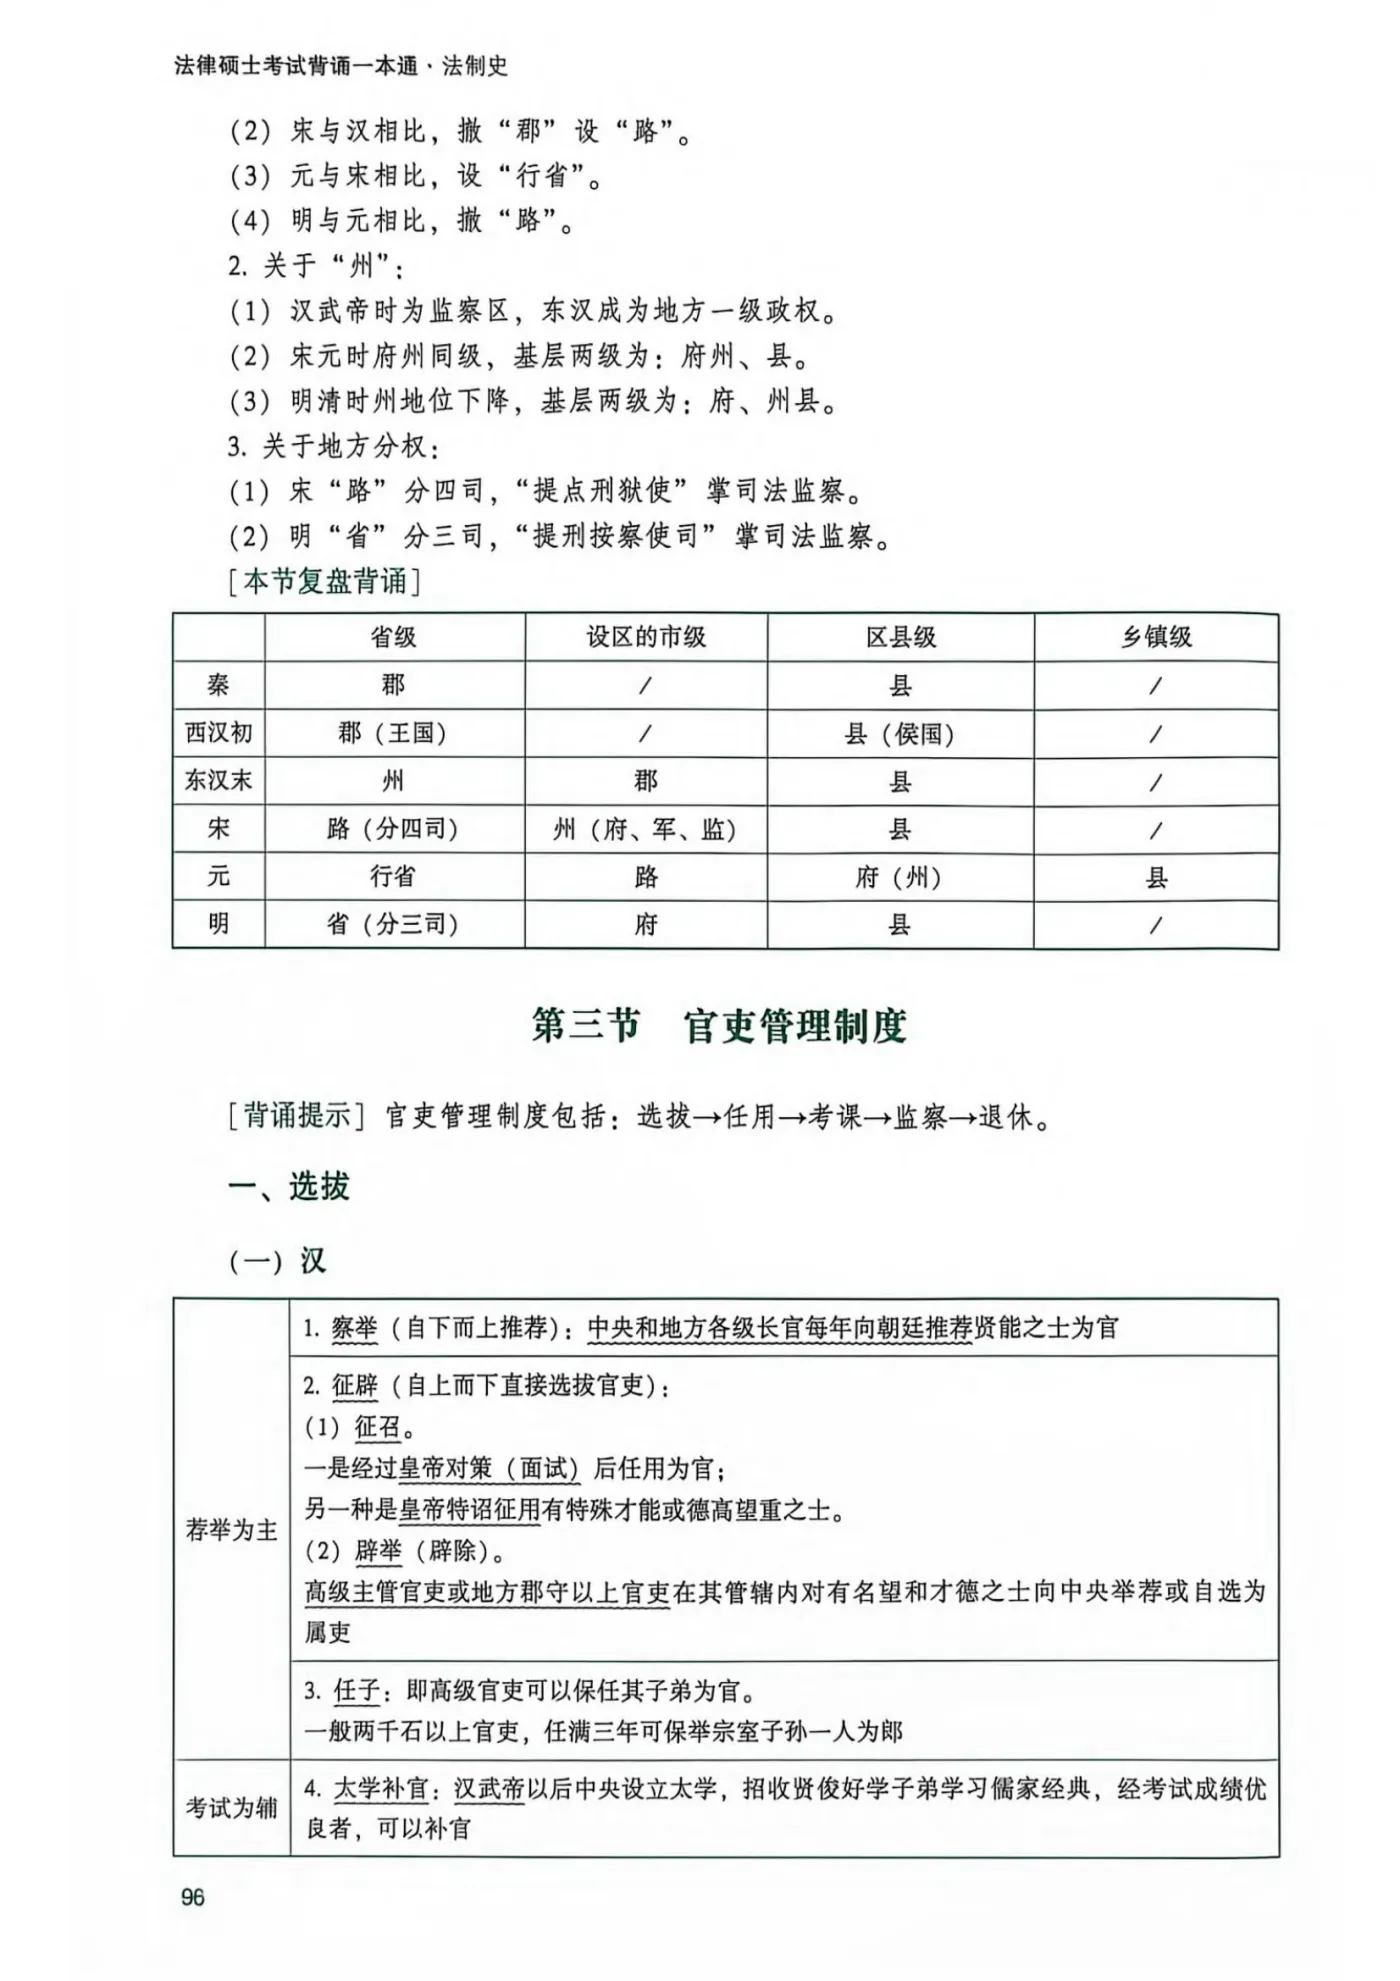 法律硕士考试背诵一本通·法制史
(2) 宋与汉相比，撤“郡”设“路”。
(3) 元与宋相比，设“行省”。
(4) 明与元相比，撤“路”。
2. 关于“州”：
(1) 汉武帝时为监察区，东汉成为地方一级政权。
(2) 宋元时府州同级，基层两级为：府州、县。
(3) 明清时州地位下降，基层两级为：府、州县。
3. 关于地方分权：
(1) 宋“路”分四司，“提点刑狱使”掌司法监察。
(2) 明“省”分三司，“提刑按察使司”掌司法监察。
[本节复盘背诵]
省级 设区的市级 区县级 乡镇级
秦 郡 / 县 /
西汉初 郡（王国） / 县（侯国） /
东汉末 州 郡 县 /
宋 路（分四司） 州（府、军、监） 县 /
元 行省 路 府（州） 县
明 省（分三司） 府 县 /
第三节 官吏管理制度
[背诵提示] 官吏管理制度包括：选拔→任用→考课→监察→退休。
一、选拔
(一) 汉
荐举为主
1. 察举（自下而上推荐）：中央和地方各级长官每年向朝廷推荐贤能之士为官
2. 征辟（自上而下直接选拔官吏）：
(1) 征召。
一是经过皇帝对策（面试）后任用为官；
另一种是皇帝特诏征用有特殊才能或德高望重之士。
(2) 辟举（辟除）。
高级主管官吏或地方郡守以上官吏在其管辖内对有名望和才德之士向中央举荐或自选为
属吏
3. 任子：即高级官吏可以保任其子弟为官。
一般两千石以上官吏，任满三年可保举宗室子孙一人为郎
考试为辅
4. 太学补官：汉武帝以后中央设立太学，招收贤俊好学子弟学习儒家经典，经考试成绩优
良者，可以补官
96